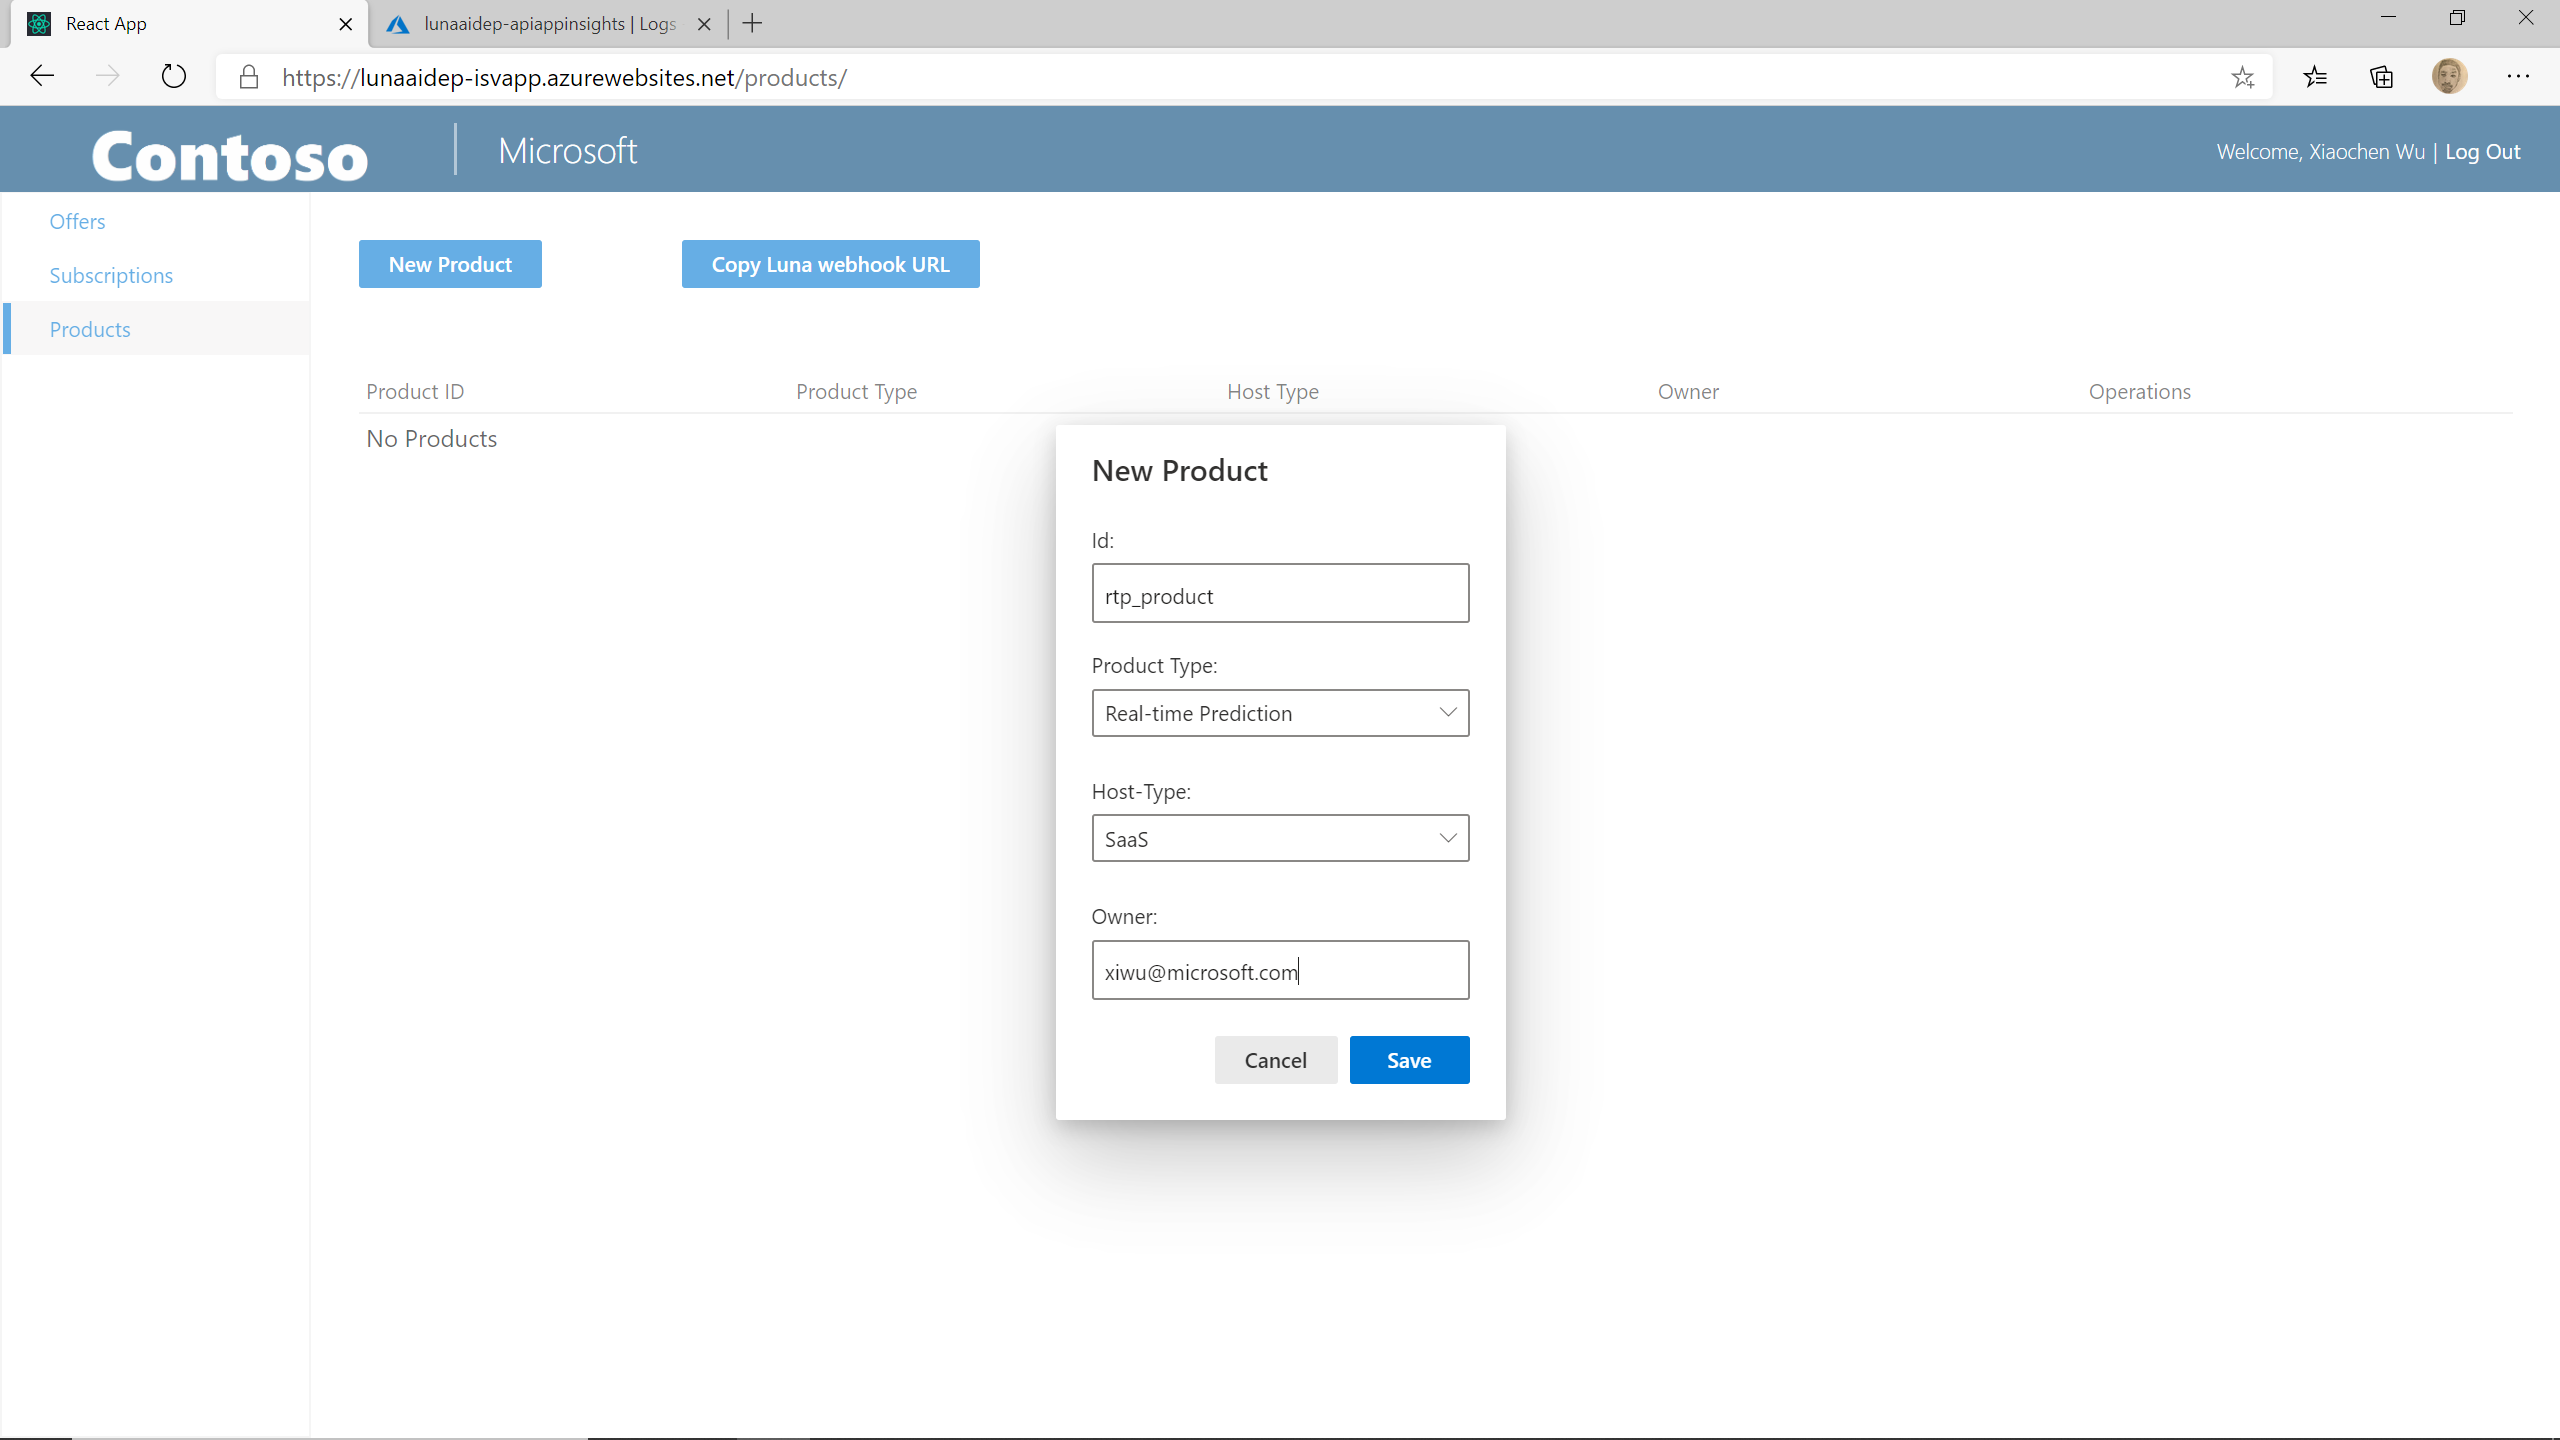 React App
lunaaidep-apiappinsights | Logs
https://lunaaidep-isvapp.azurewebsites.net/products/
Contoso
Microsoft
Welcome, Xiaochen Wu | Log Out
Offers
Subscriptions
Products
New Product
Copy Luna webhook URL
Product ID
Product Type
Host Type
Owner
Operations
No Products
New Product
Id:
rtp_product
Product Type:
Real-time Prediction
Host-Type:
SaaS
Owner:
xiwu@microsoft.com
Cancel
Save